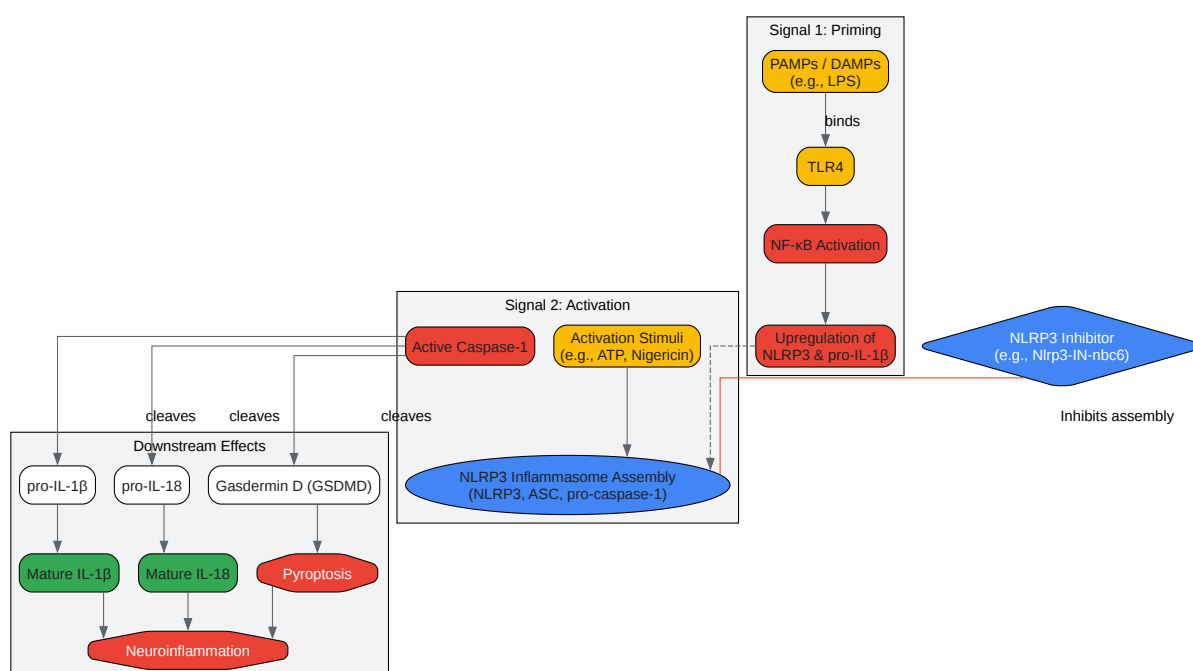 Signal 1: Priming
PAMPs / DAMPs
(e.g., LPS)
binds
TLR4
NF-κB Activation
Upregulation of
NLRP3 & pro-IL-1β
Signal 2: Activation
Active Caspase-1
Activation Stimuli
(e.g., ATP, Nigericin)
NLRP3 Inhibitor
(e.g., Nlrp3-IN-nbc6)
Inhibits assembly
cleaves
cleaves
cleaves
NLRP3 Inflammasome Assembly
(NLRP3, ASC, pro-caspase-1)
Downstream Effects
pro-IL-1β
pro-IL-18
Gasdermin D (GSDMD)
Mature IL-1β
Mature IL-18
Pyroptosis
Neuroinflammation